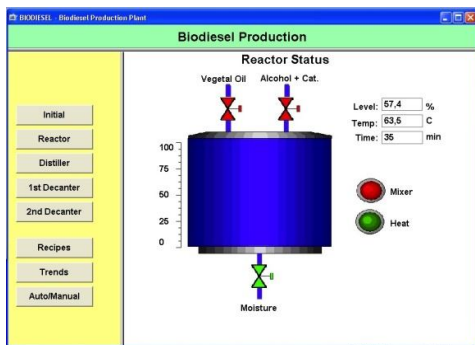 BIODIESEL - Biodiesel Production Plant
Biodiesel Production
Reactor Status
Vegetal Oil
Alcohol + Cat.
Initial
Reactor
Distiller
1st Decanter
2nd Decanter
Recipes
Trends
Auto/Manual
100
75
50
25
0
Level: 57,4 %
Temp: 63,5 C
Time: 35 min
Mixer
Heat
Moisture